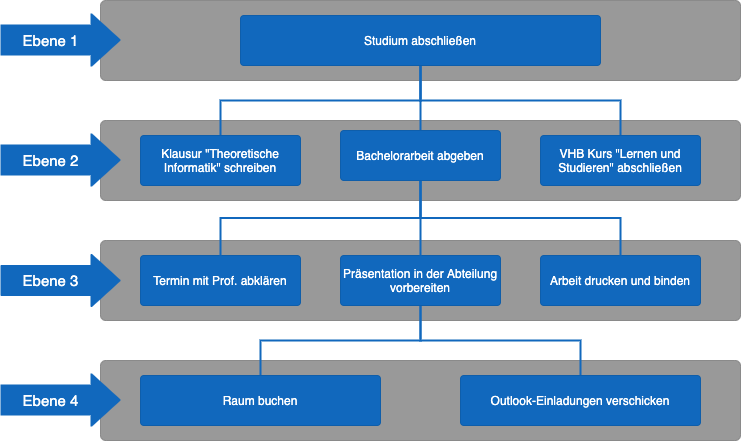 Ebene 1
Studium abschließen
Ebene 2
Klausur "Theoretische
Informatik" schreiben
Bachelorarbeit abgeben
VHB Kurs "Lernen und
Studieren" abschließen
Ebene 3
Termin mit Prof. abklären
Präsentation in der Abteilung
vorbereiten
Arbeit drucken und binden
Ebene 4
Raum buchen
Outlook-Einladungen verschicken